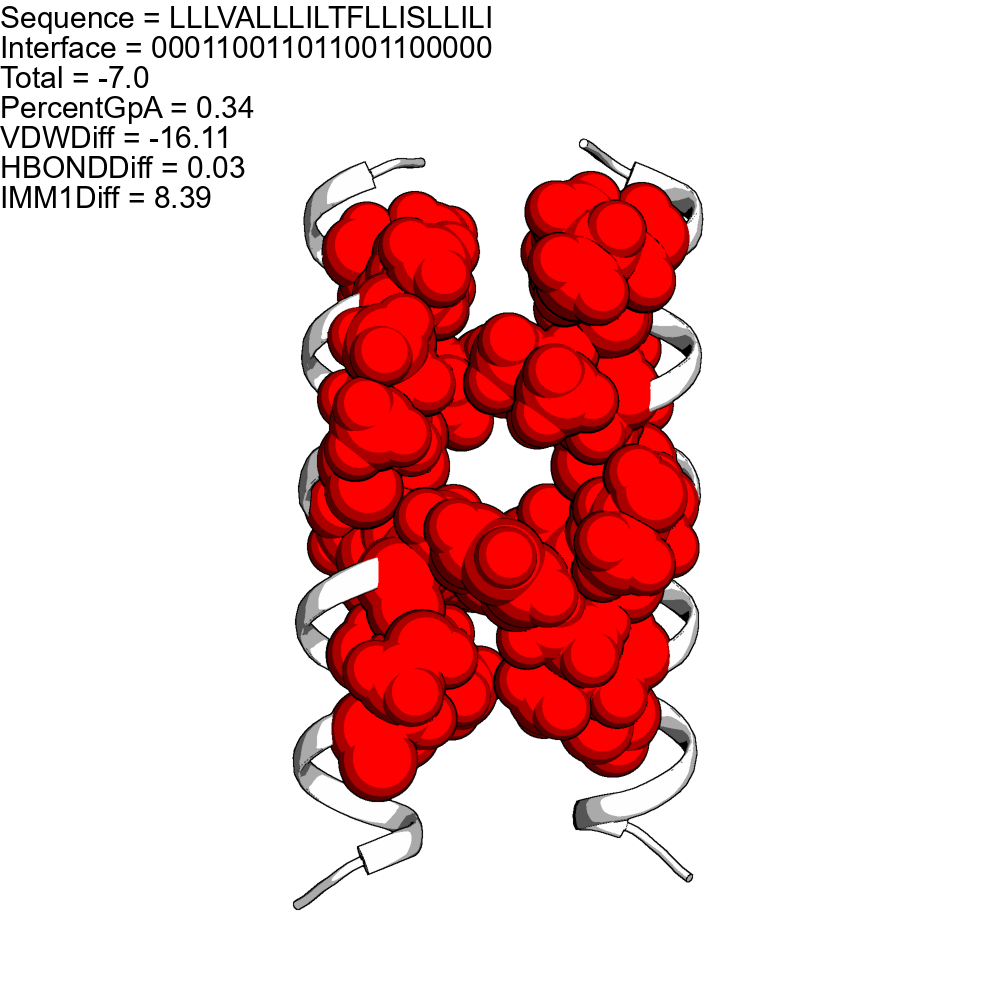 Sequence = LLLVALLLILTFLLISLLILI
Interface = 000110011011001100000
Total = -7.0
PercentGpA = 0.34
VDWDiff = -16.11
HBONDDiff = 0.03
IMM1Diff = 8.39